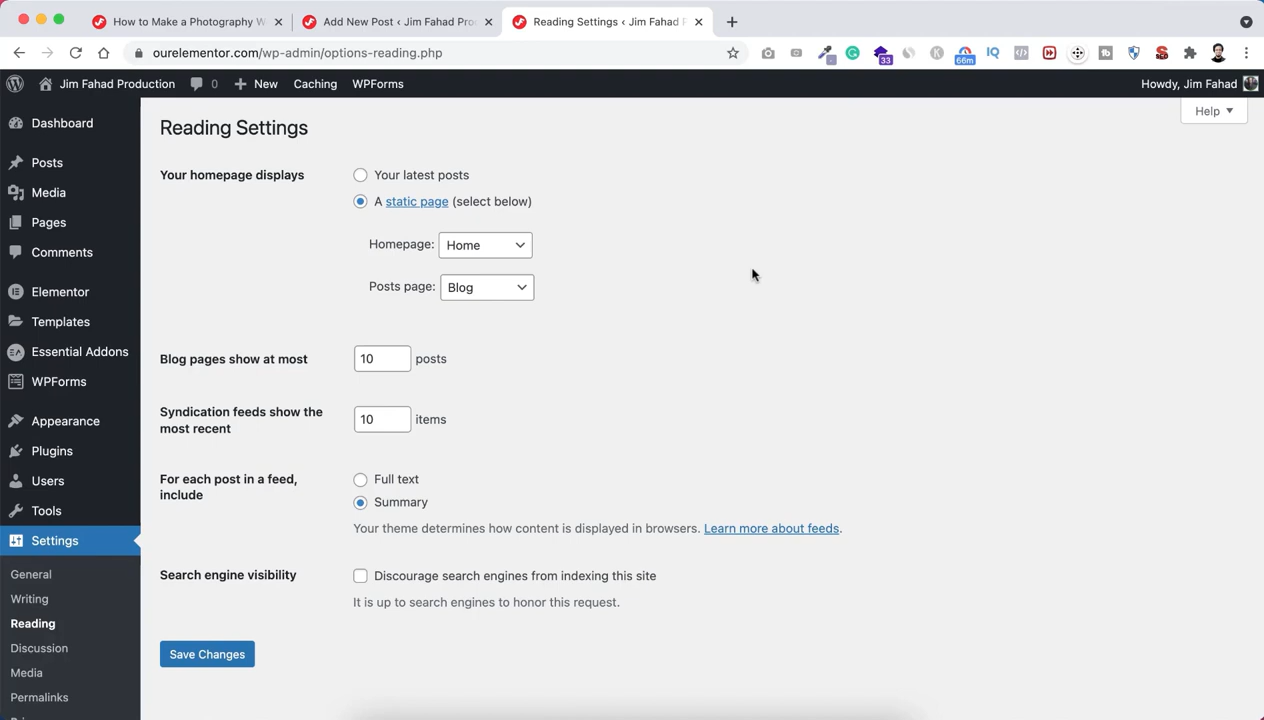 How to Make a Photography W
Add New Post ‹ Jim Fahad Pro
Reading Settings ‹ Jim Fahad P
ourelementor.com/wp-admin/options-reading.php
33
66m
IQ
Jim Fahad Production
0
New
Caching
WPForms
Howdy, Jim Fahad
Dashboard
Posts
Media
Pages
Comments
Elementor
Templates
Essential Addons
WPForms
Appearance
Plugins
Users
Tools
Settings
General
Writing
Reading
Discussion
Media
Permalinks
Help
Reading Settings
Your homepage displays
Your latest posts
A static page (select below)
Homepage: Home
Posts page: Blog
Blog pages show at most
10 posts
Syndication feeds show the
most recent
10 items
For each post in a feed,
include
Full text
Summary
Your theme determines how content is displayed in browsers. Learn more about feeds.
Search engine visibility
Discourage search engines from indexing this site
It is up to search engines to honor this request.
Save Changes